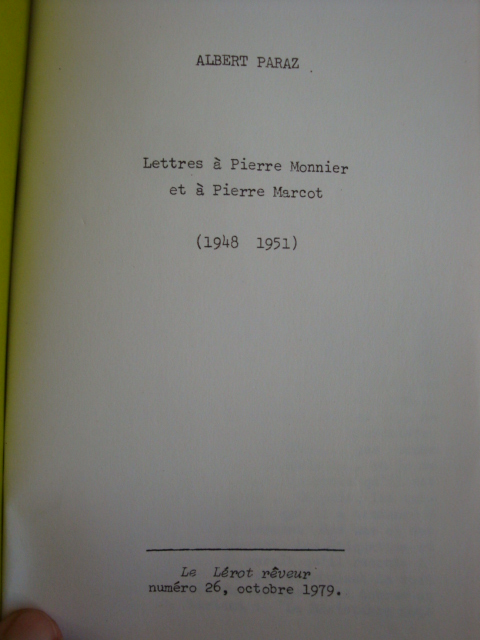 ALBERT PARAZ
Lettres à Pierre Monnier
et à Pierre Marcot
(1948 1951)
Le Lérot rêveur
numéro 26, octobre 1979.